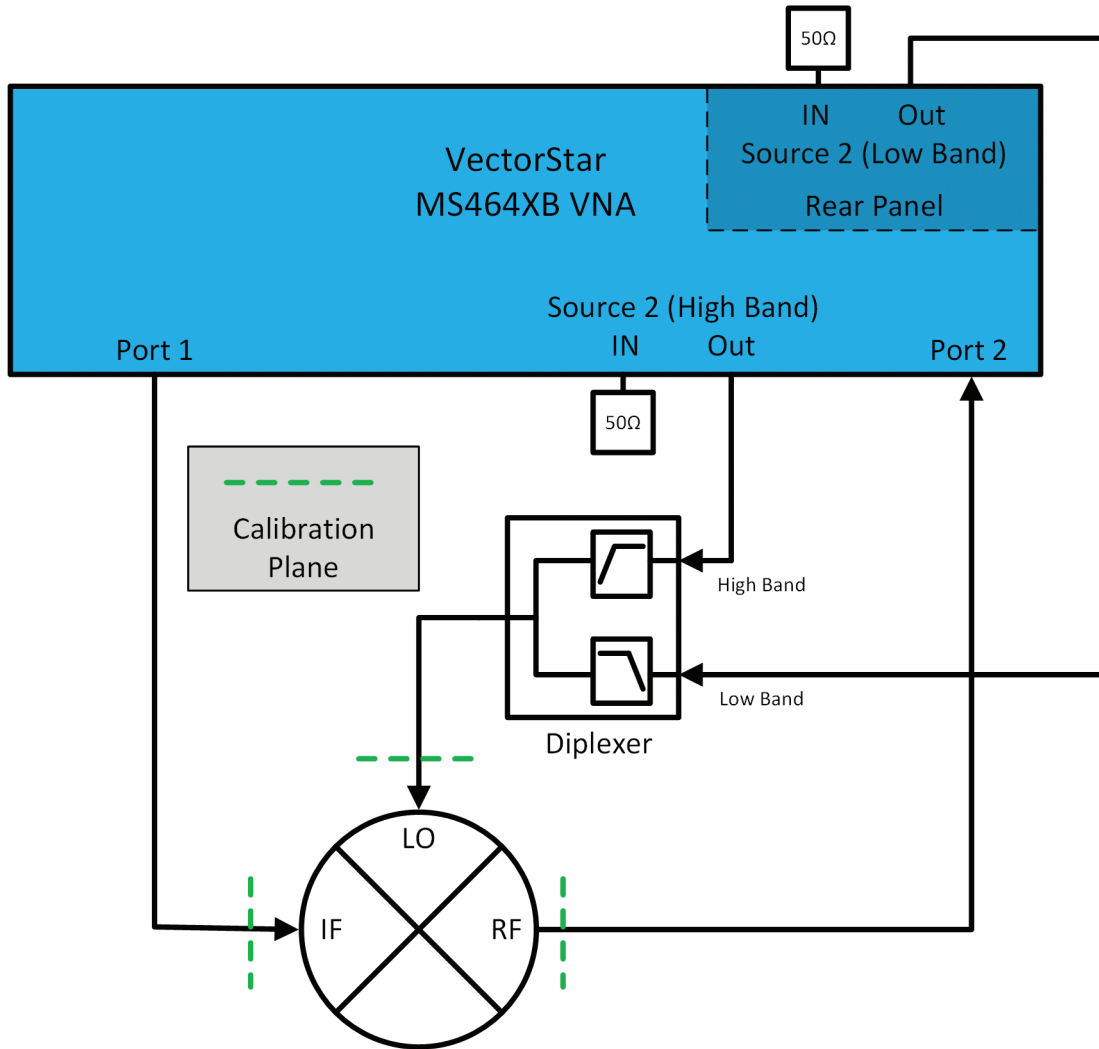 50Ω
IN Out
Source 2 (Low Band)
Rear Panel
VectorStar
MS464XB VNA
Source 2 (High Band)
IN Out
Port 1
Port 2
50Ω
Calibration
Plane
High Band
Low Band
Diplexer
LO
IF
RF